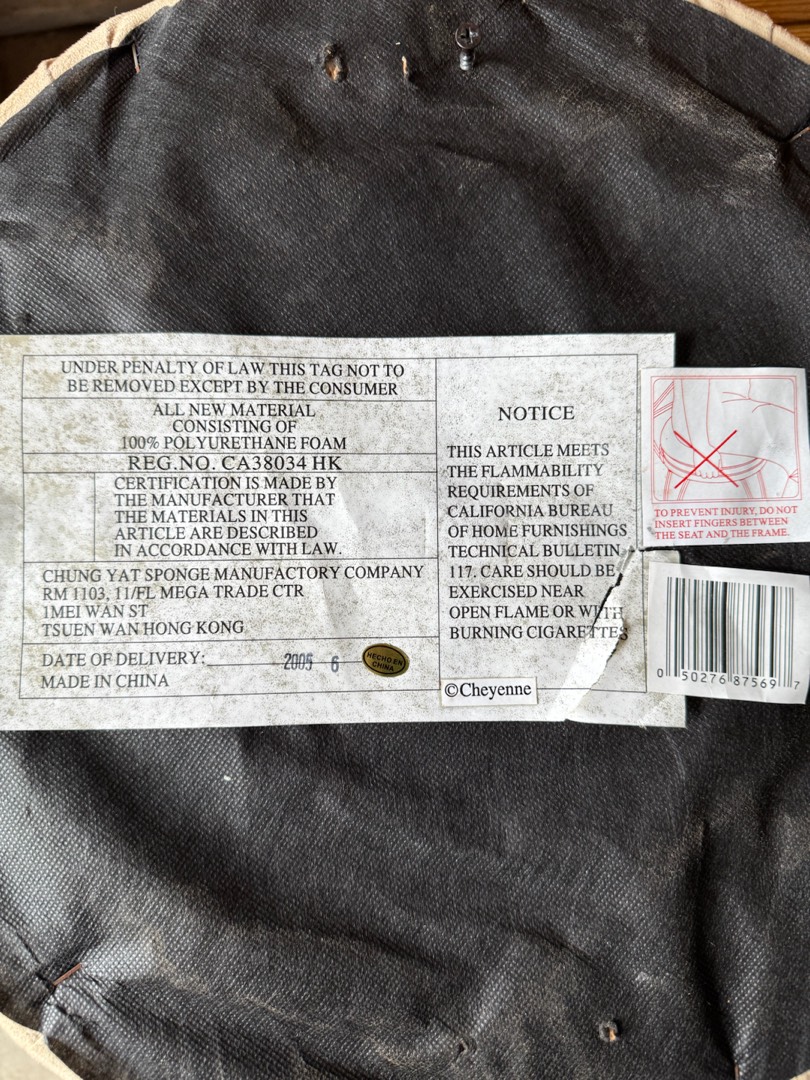 UNDER PENALTY OF LAW THIS TAG NOT TO
BE REMOVED EXCEPT BY THE CONSUMER
ALL NEW MATERIAL
CONSISTING OF
100% POLYURETHANE FOAM
REG.NO. CA38034 HK
CERTIFICATION IS MADE BY
THE MANUFACTURER THAT
THE MATERIALS IN THIS
ARTICLE ARE DESCRIBED
IN ACCORDANCE WITH LAW.
CHUNG YAT SPONGE MANUFACTORY COMPANY
RM 1103, 11/FL MEGA TRADE CTR
1MEI WAN ST
TSUEN WAN HONG KONG
DATE OF DELIVERY: 2005 6
MADE IN CHINA
HECHO EN
CHINA
NOTICE
THIS ARTICLE MEETS
THE FLAMMABILITY
REQUIREMENTS OF
CALIFORNIA BUREAU
OF HOME FURNISHINGS
TECHNICAL BULLETIN
117. CARE SHOULD BE
EXERCISED NEAR
OPEN FLAME OR WITH
BURNING CIGARETTES
©Cheyenne
TO PREVENT INJURY, DO NOT
INSERT FINGERS BETWEEN
THE SEAT AND THE FRAME.
0 50276 87569 7